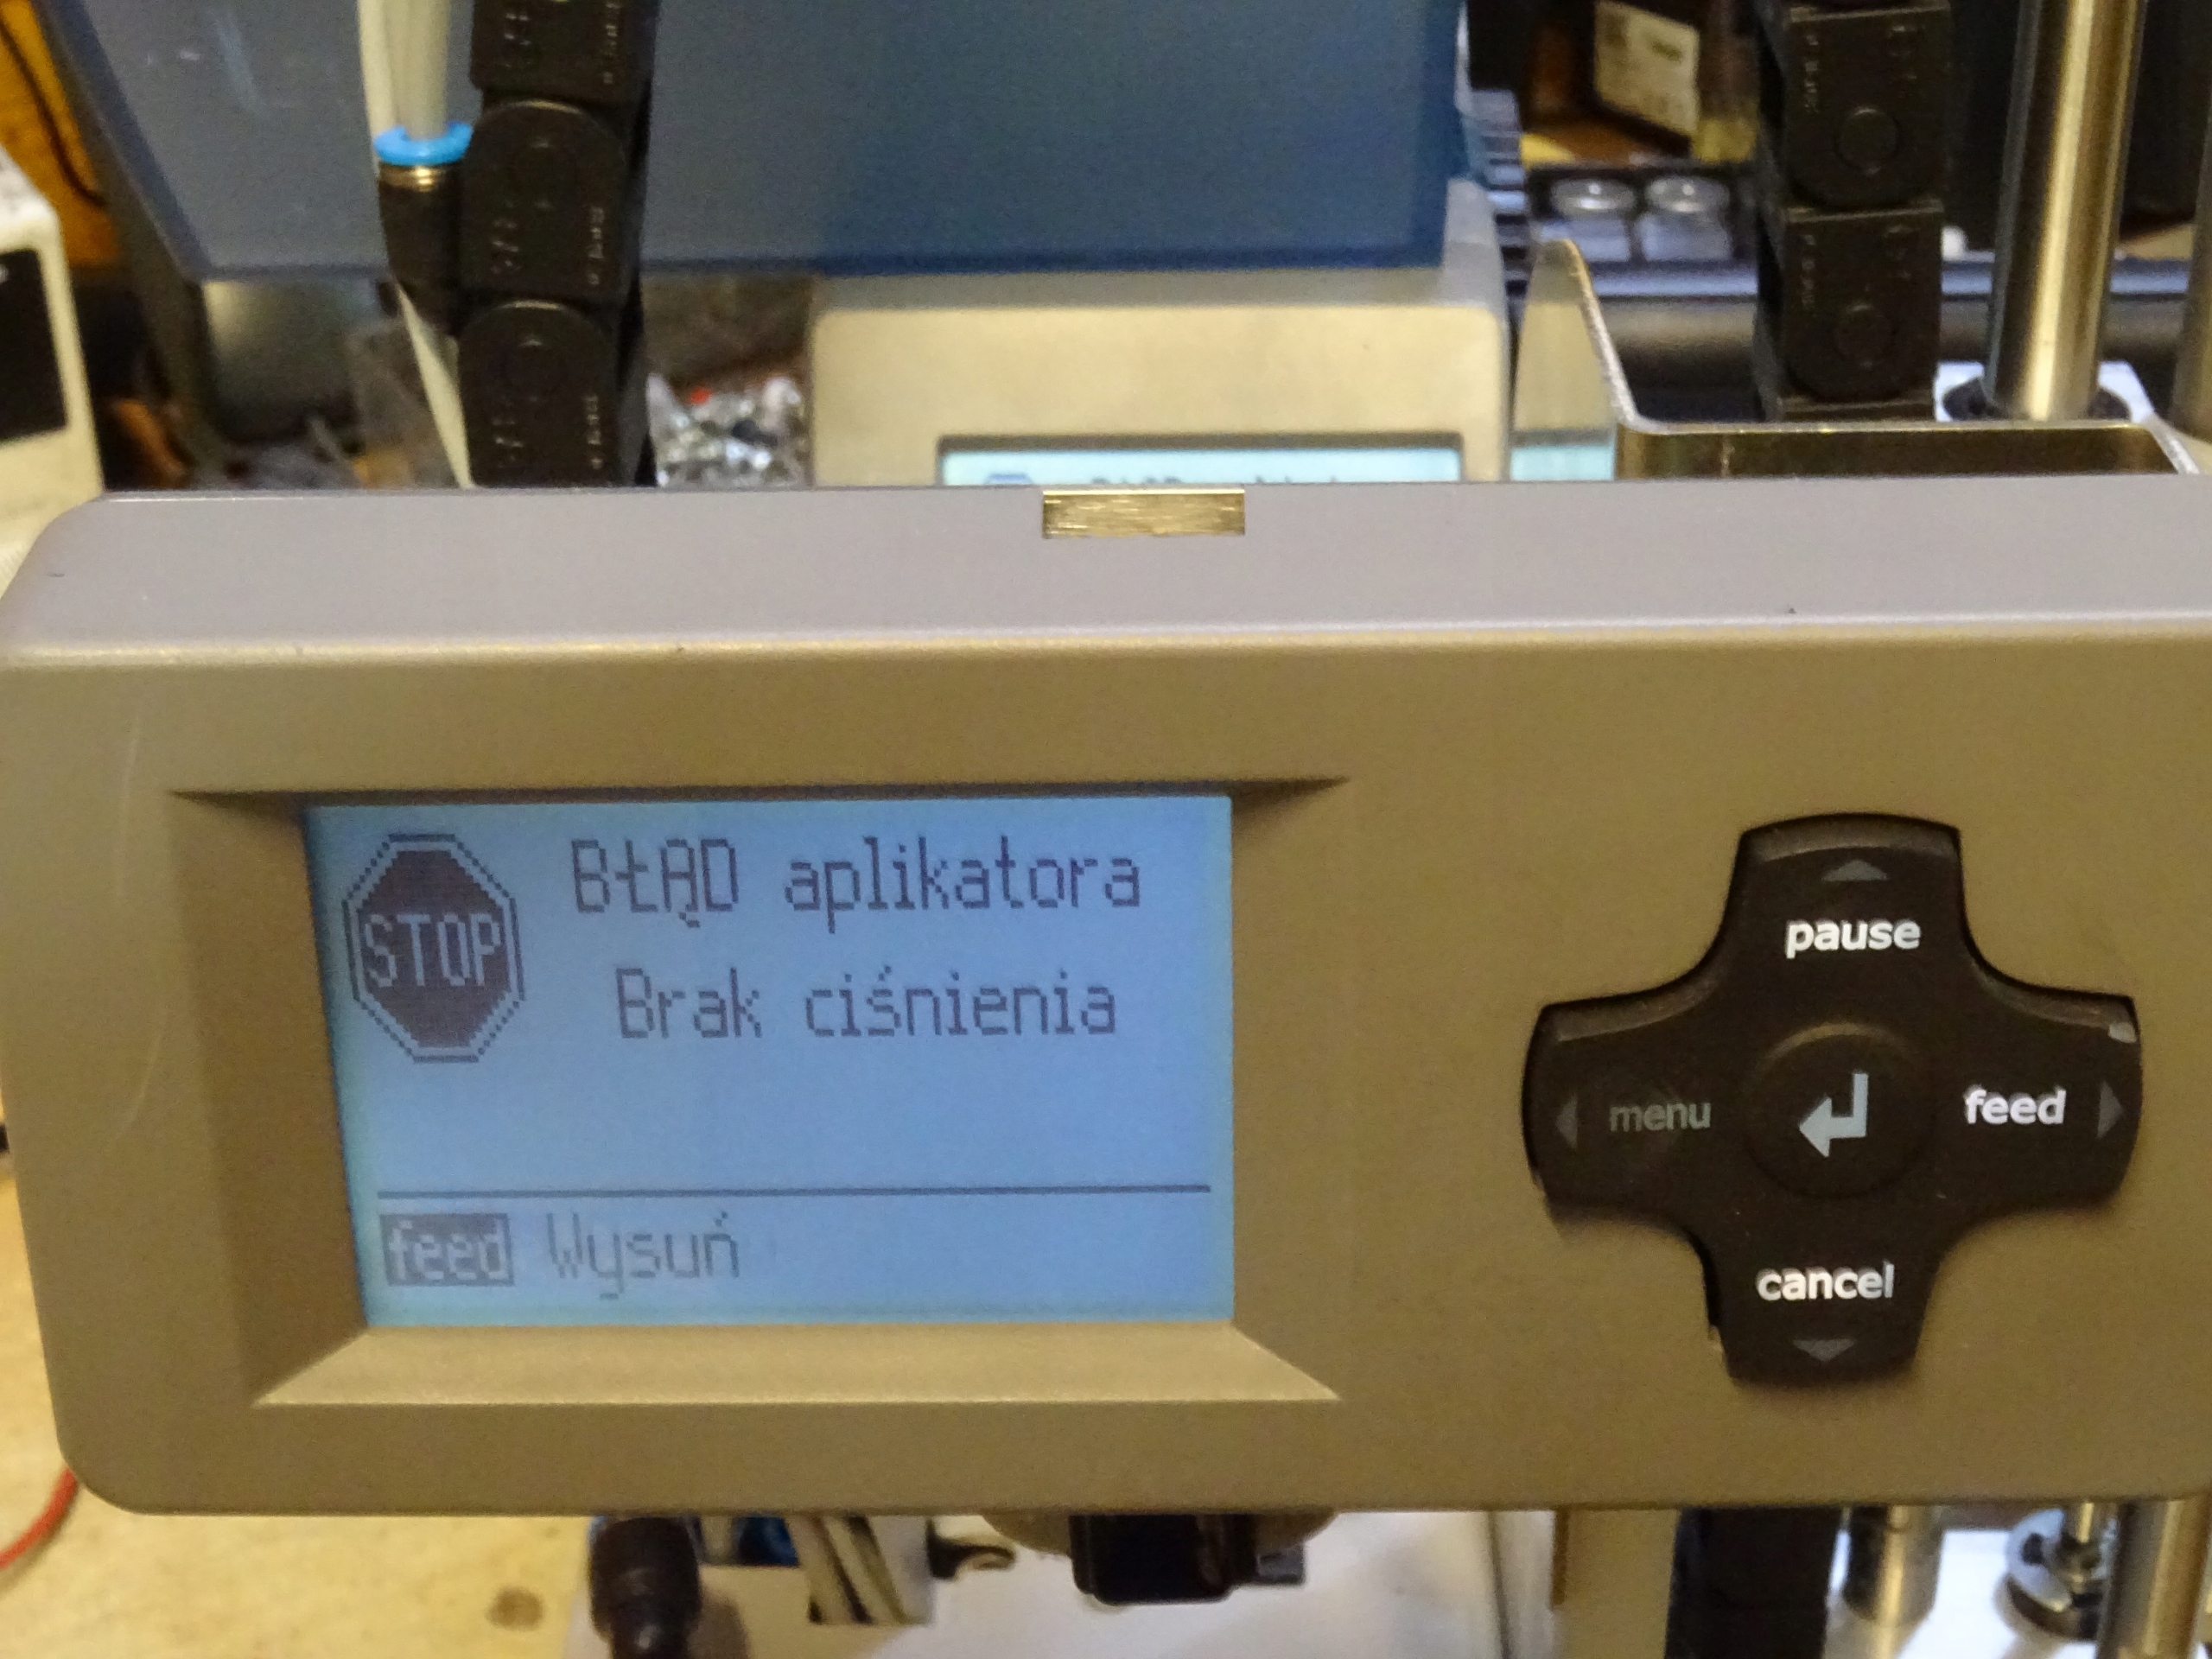 STOP
BŁĄD aplikatora
Brak ciśnienia
feed Wysuń
pause
menu
feed
cancel